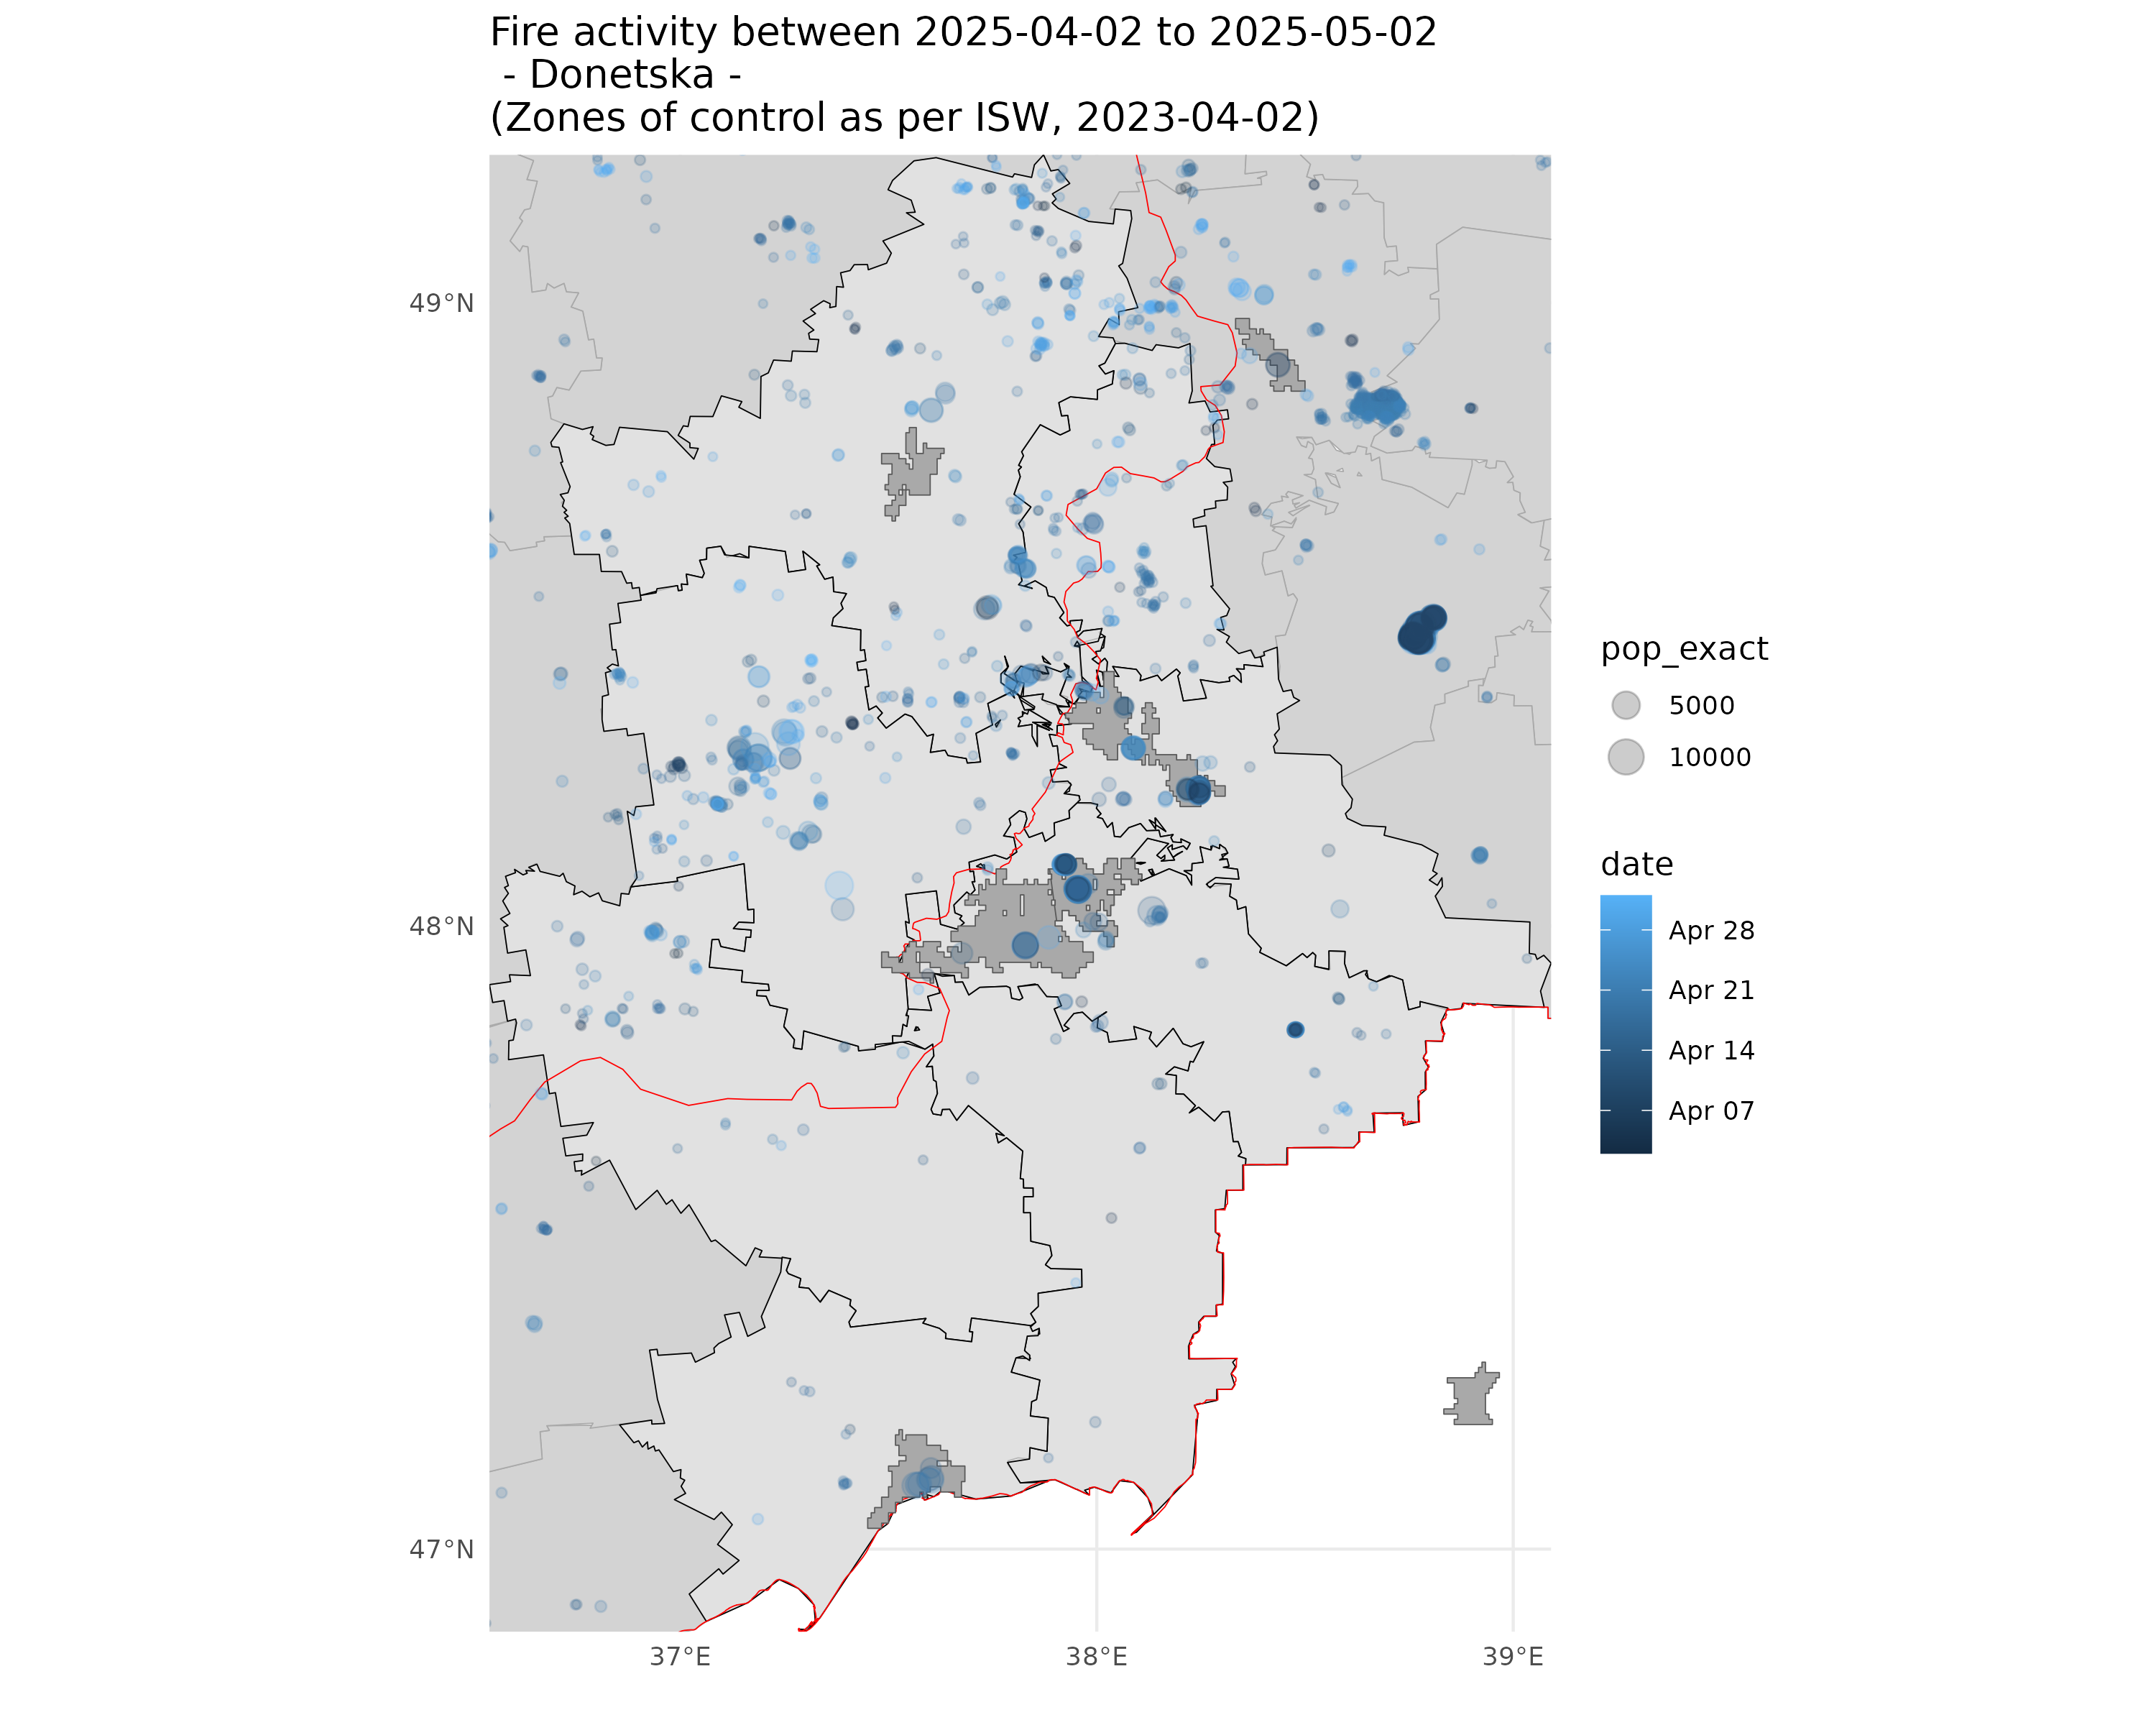 Fire activity between 2025-04-02 to 2025-05-02
- Donetska -
(Zones of control as per ISW, 2023-04-02)
49°N
48°N
47°N
37°E
38°E
39°E
pop_exact
5000
10000
date
Apr 28
Apr 21
Apr 14
Apr 07